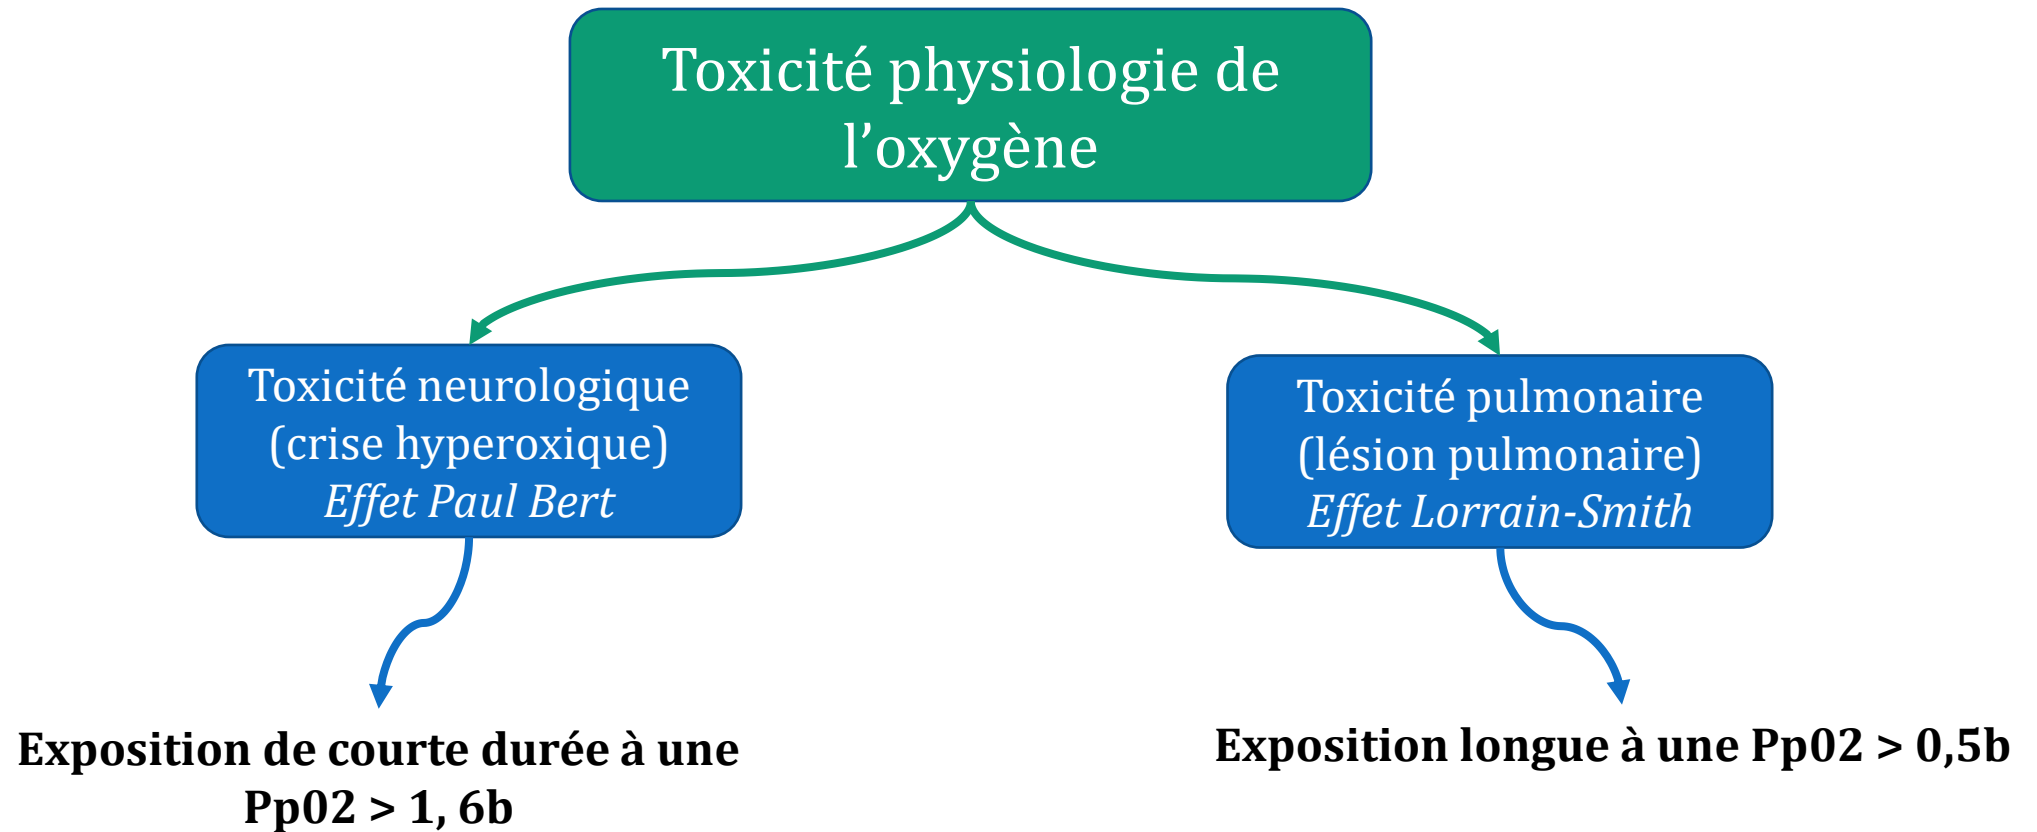 Toxicité physiologie de
l’oxygène
Toxicité neurologique
(crise hyperoxique)
Effet Paul Bert
Toxicité pulmonaire
(lésion pulmonaire)
Effet Lorrain-Smith
Exposition de courte durée à une
Pp02 > 1, 6b
Exposition longue à une Pp02 > 0,5b